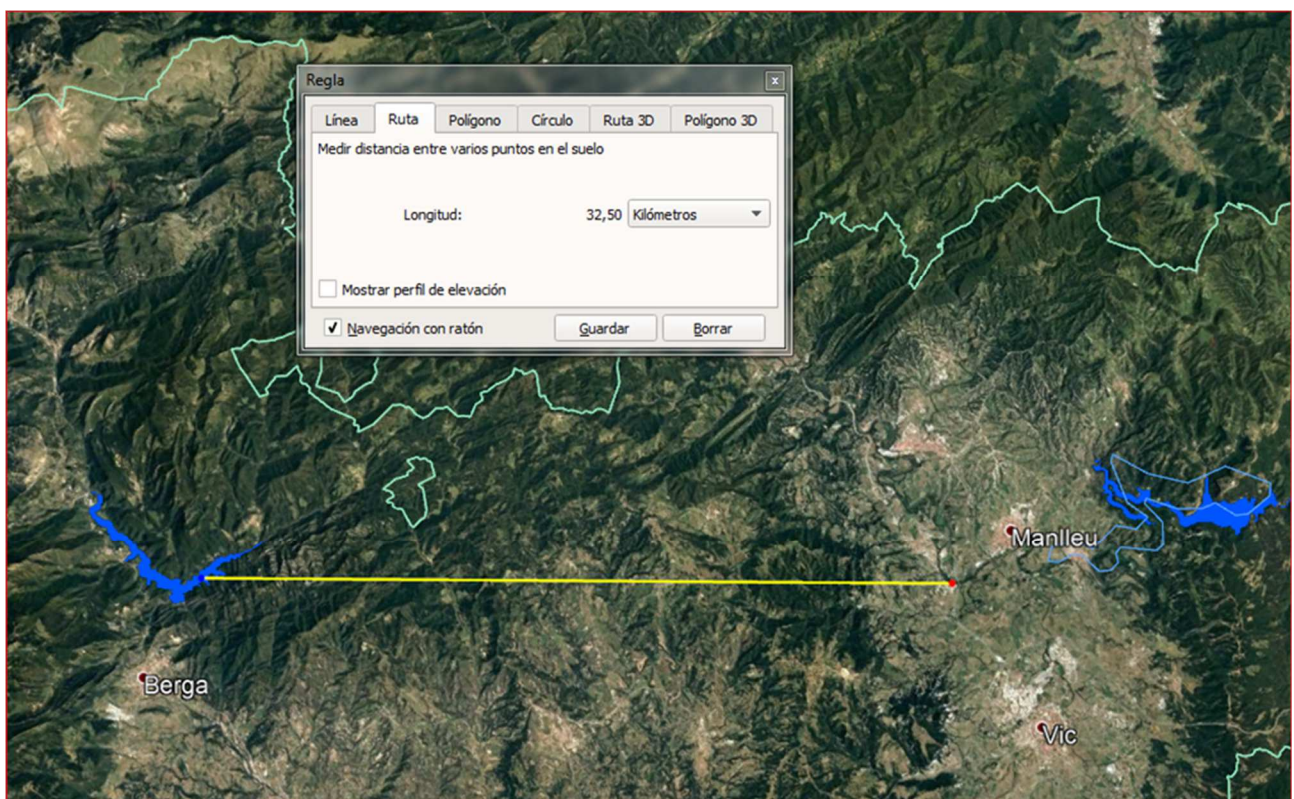 Regla
Línea Ruta Polígono Círculo Ruta 3D Polígono 3D
Medir distancia entre varios puntos en el suelo
Longitud: 32,50 Kilómetros
Mostrar perfil de elevación
Navegación con ratón Guardar Borrar
Manlleu
Berga
Vic